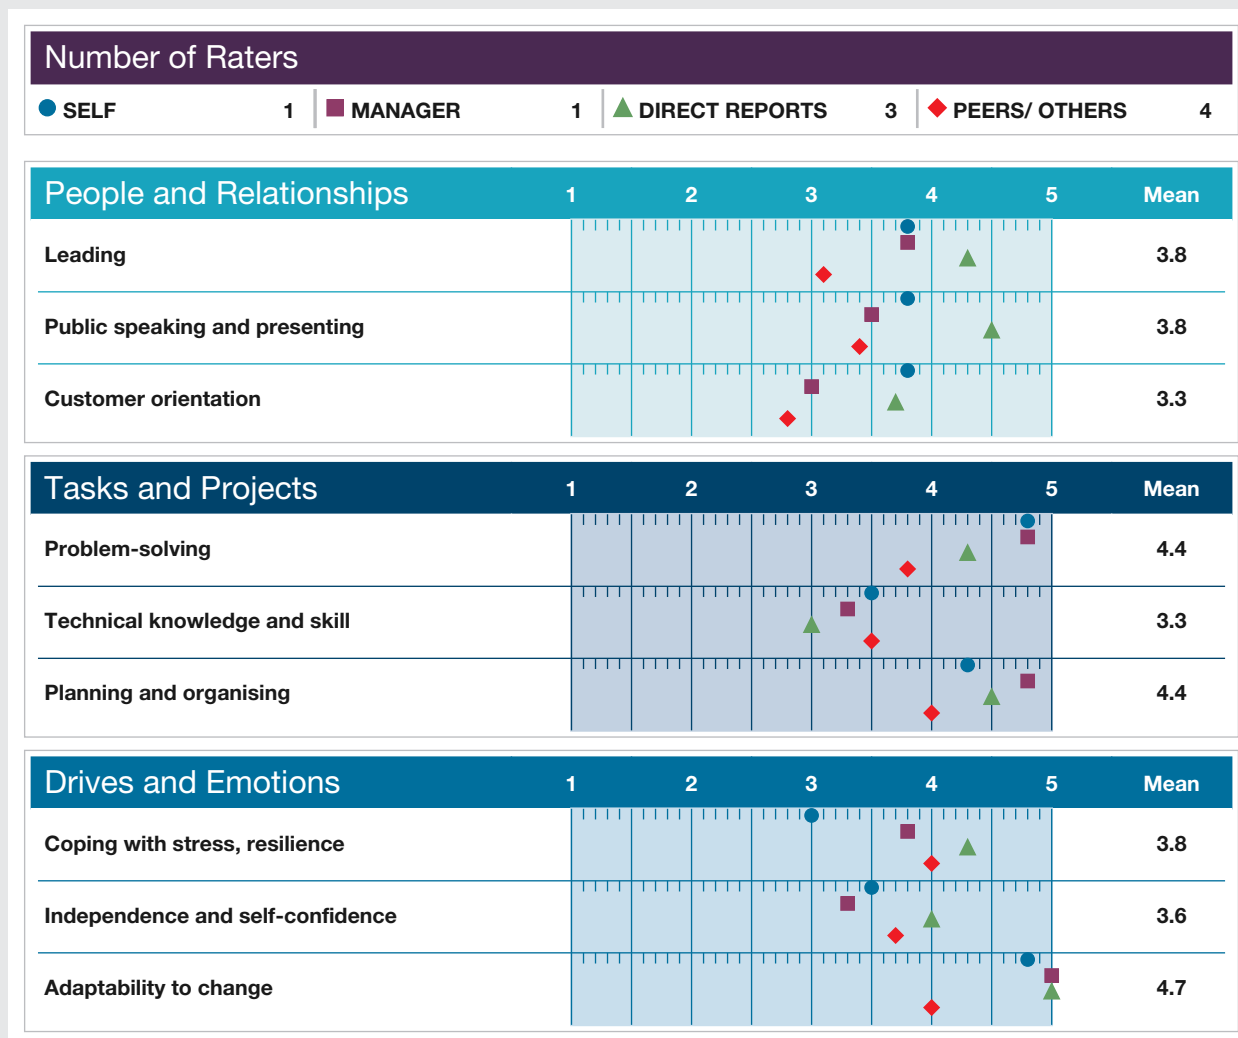 Number of Raters
SELF 1 MANAGER 1 DIRECT REPORTS 3 PEERS/ OTHERS 4
People and Relationships 1 2 3 4 5 Mean
Leading 3.8
Public speaking and presenting 3.8
Customer orientation 3.3
Tasks and Projects 1 2 3 4 5 Mean
Problem-solving 4.4
Technical knowledge and skill 3.3
Planning and organising 4.4
Drives and Emotions 1 2 3 4 5 Mean
Coping with stress, resilience 3.8
Independence and self-confidence 3.6
Adaptability to change 4.7